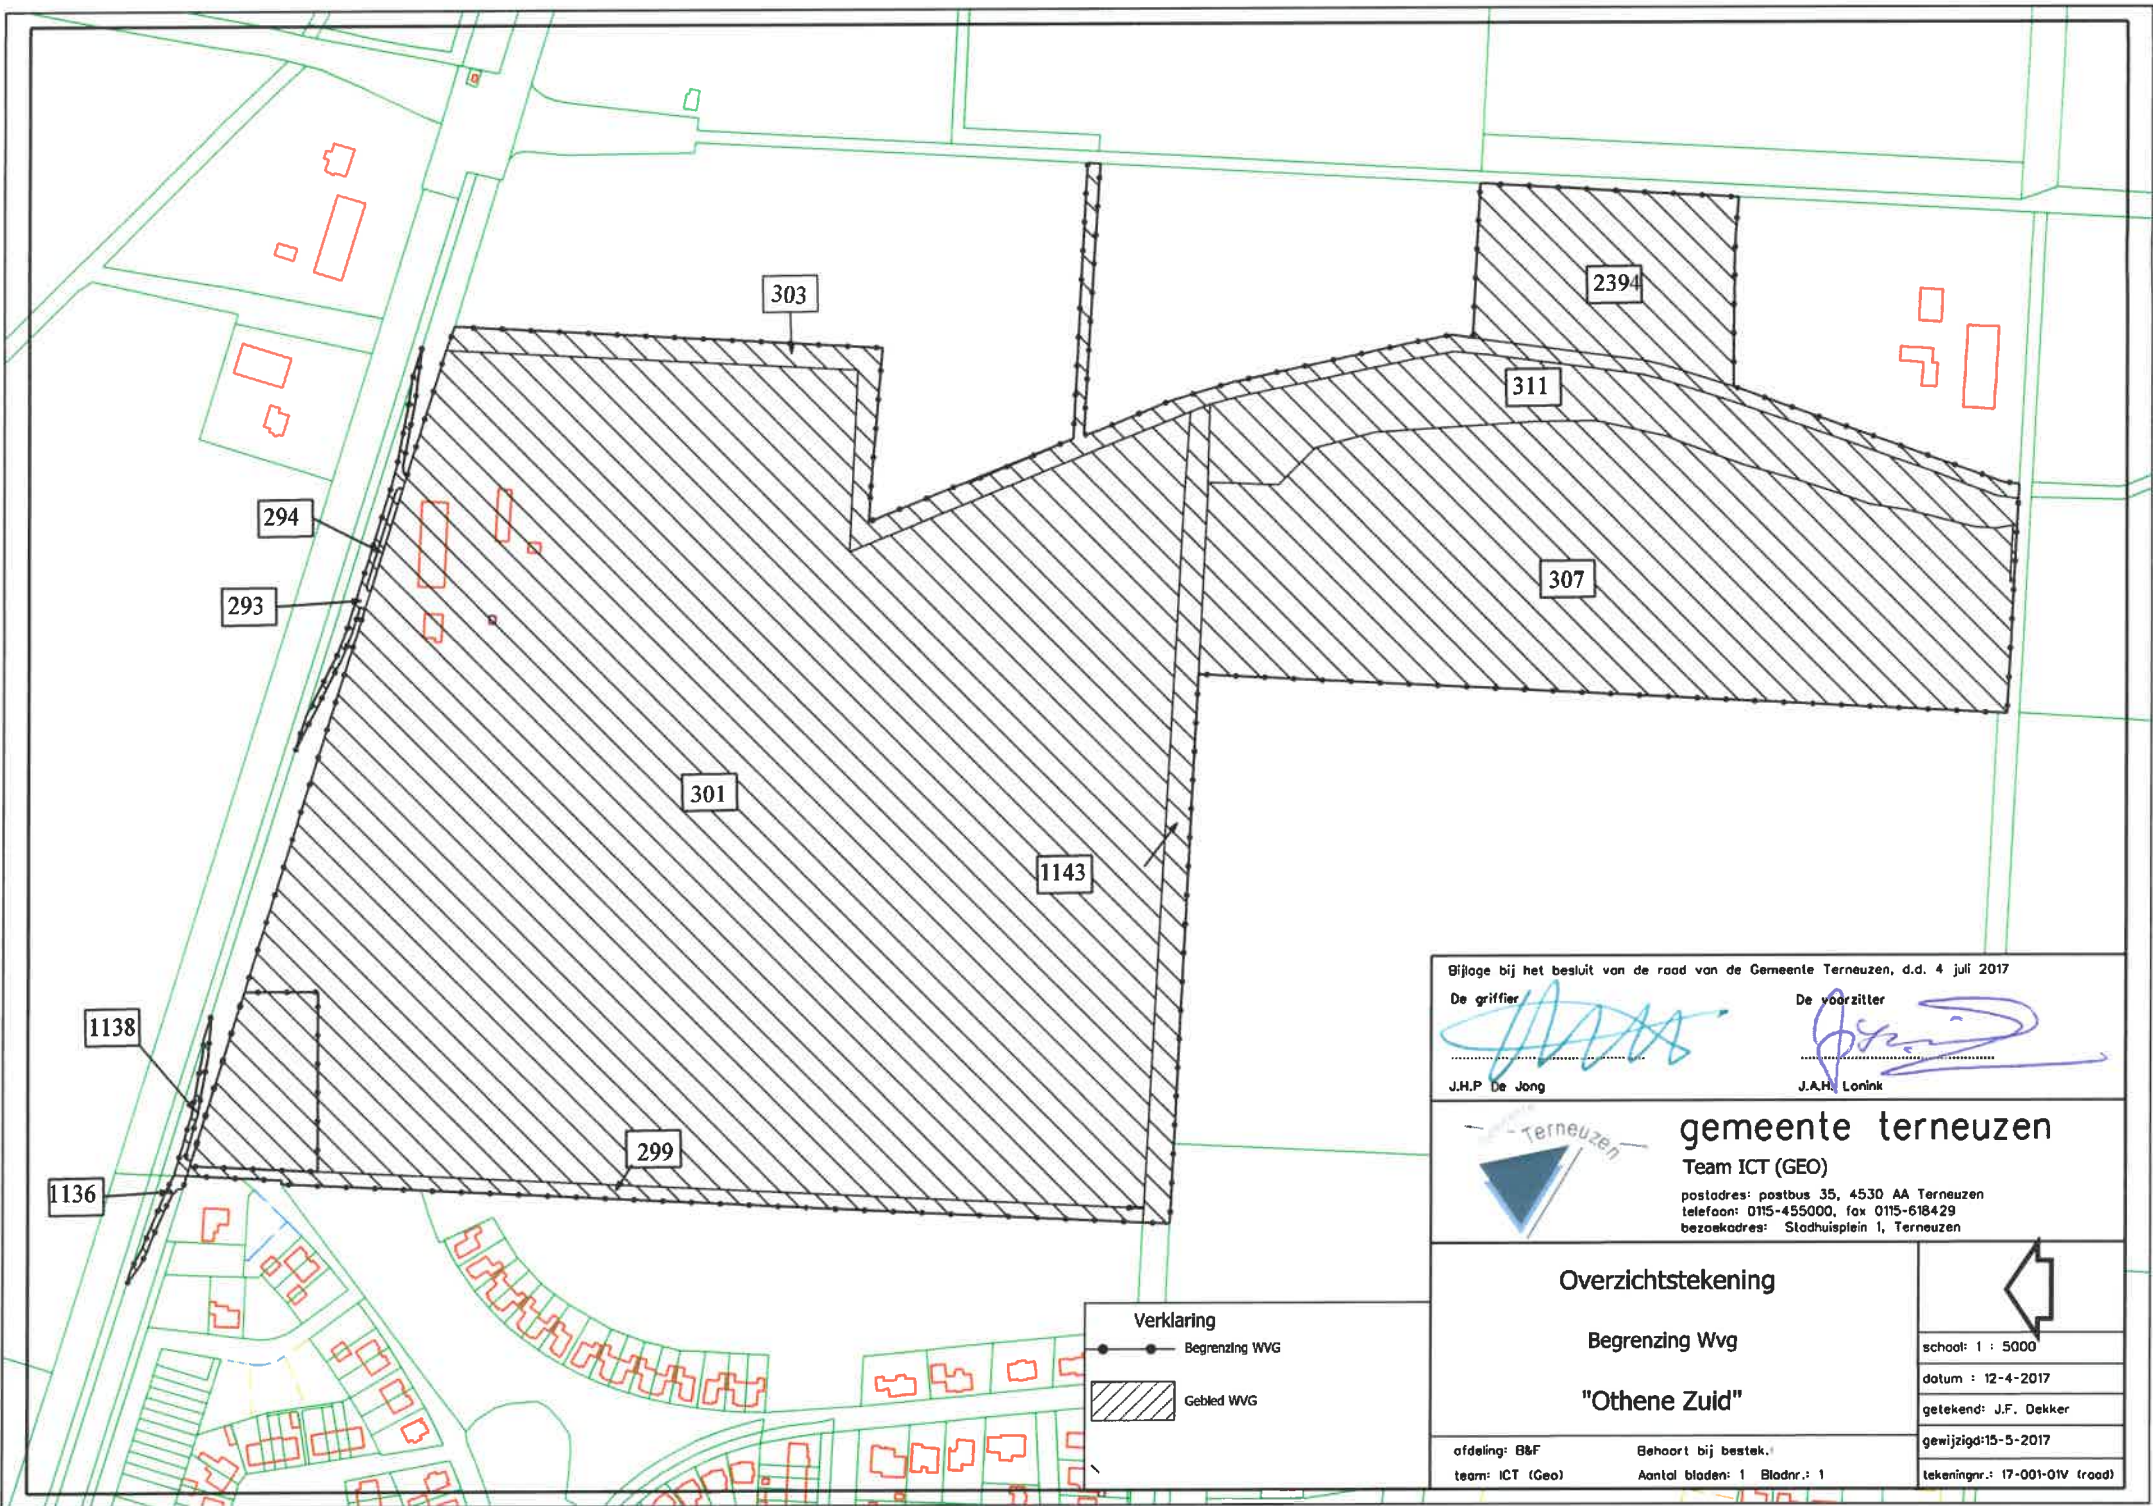 303
2394
311
294
293
307
301
1143
1138
299
1136
Bijlage bij het besluit van de raad van de Gemeente Terneuzen, d.d. 4 juli 2017
De griffier
De voorzitter
J.H.P De Jong
J.A.H. Lonink
Terneuzen
gemeente terneuzen
Team ICT (GEO)
postadres: postbus 35, 4530 AA Terneuzen
telefoon: 0115-455000, fax 0115-618429
bezoekadres: Stadhuisplein 1, Terneuzen
Overzichtstekening
Begrenzing Wvg
"Othene Zuid"
Verklaring
Begrenzing WVG
Gebied WVG
schaal: 1 : 5000
datum : 12-4-2017
getekend: J.F. Dekker
gewijzigd:15-5-2017
tekeningnr.: 17-001-01V (raad)
afdeling: B&F
Behoort bij bestek.:
team: ICT (Geo)
Aantal bladen: 1 Bladnr.: 1